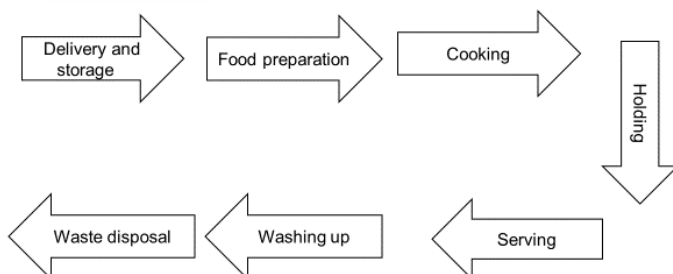 Delivery and
storage
Food preparation
Cooking
Holding
Serving
Washing up
Waste disposal